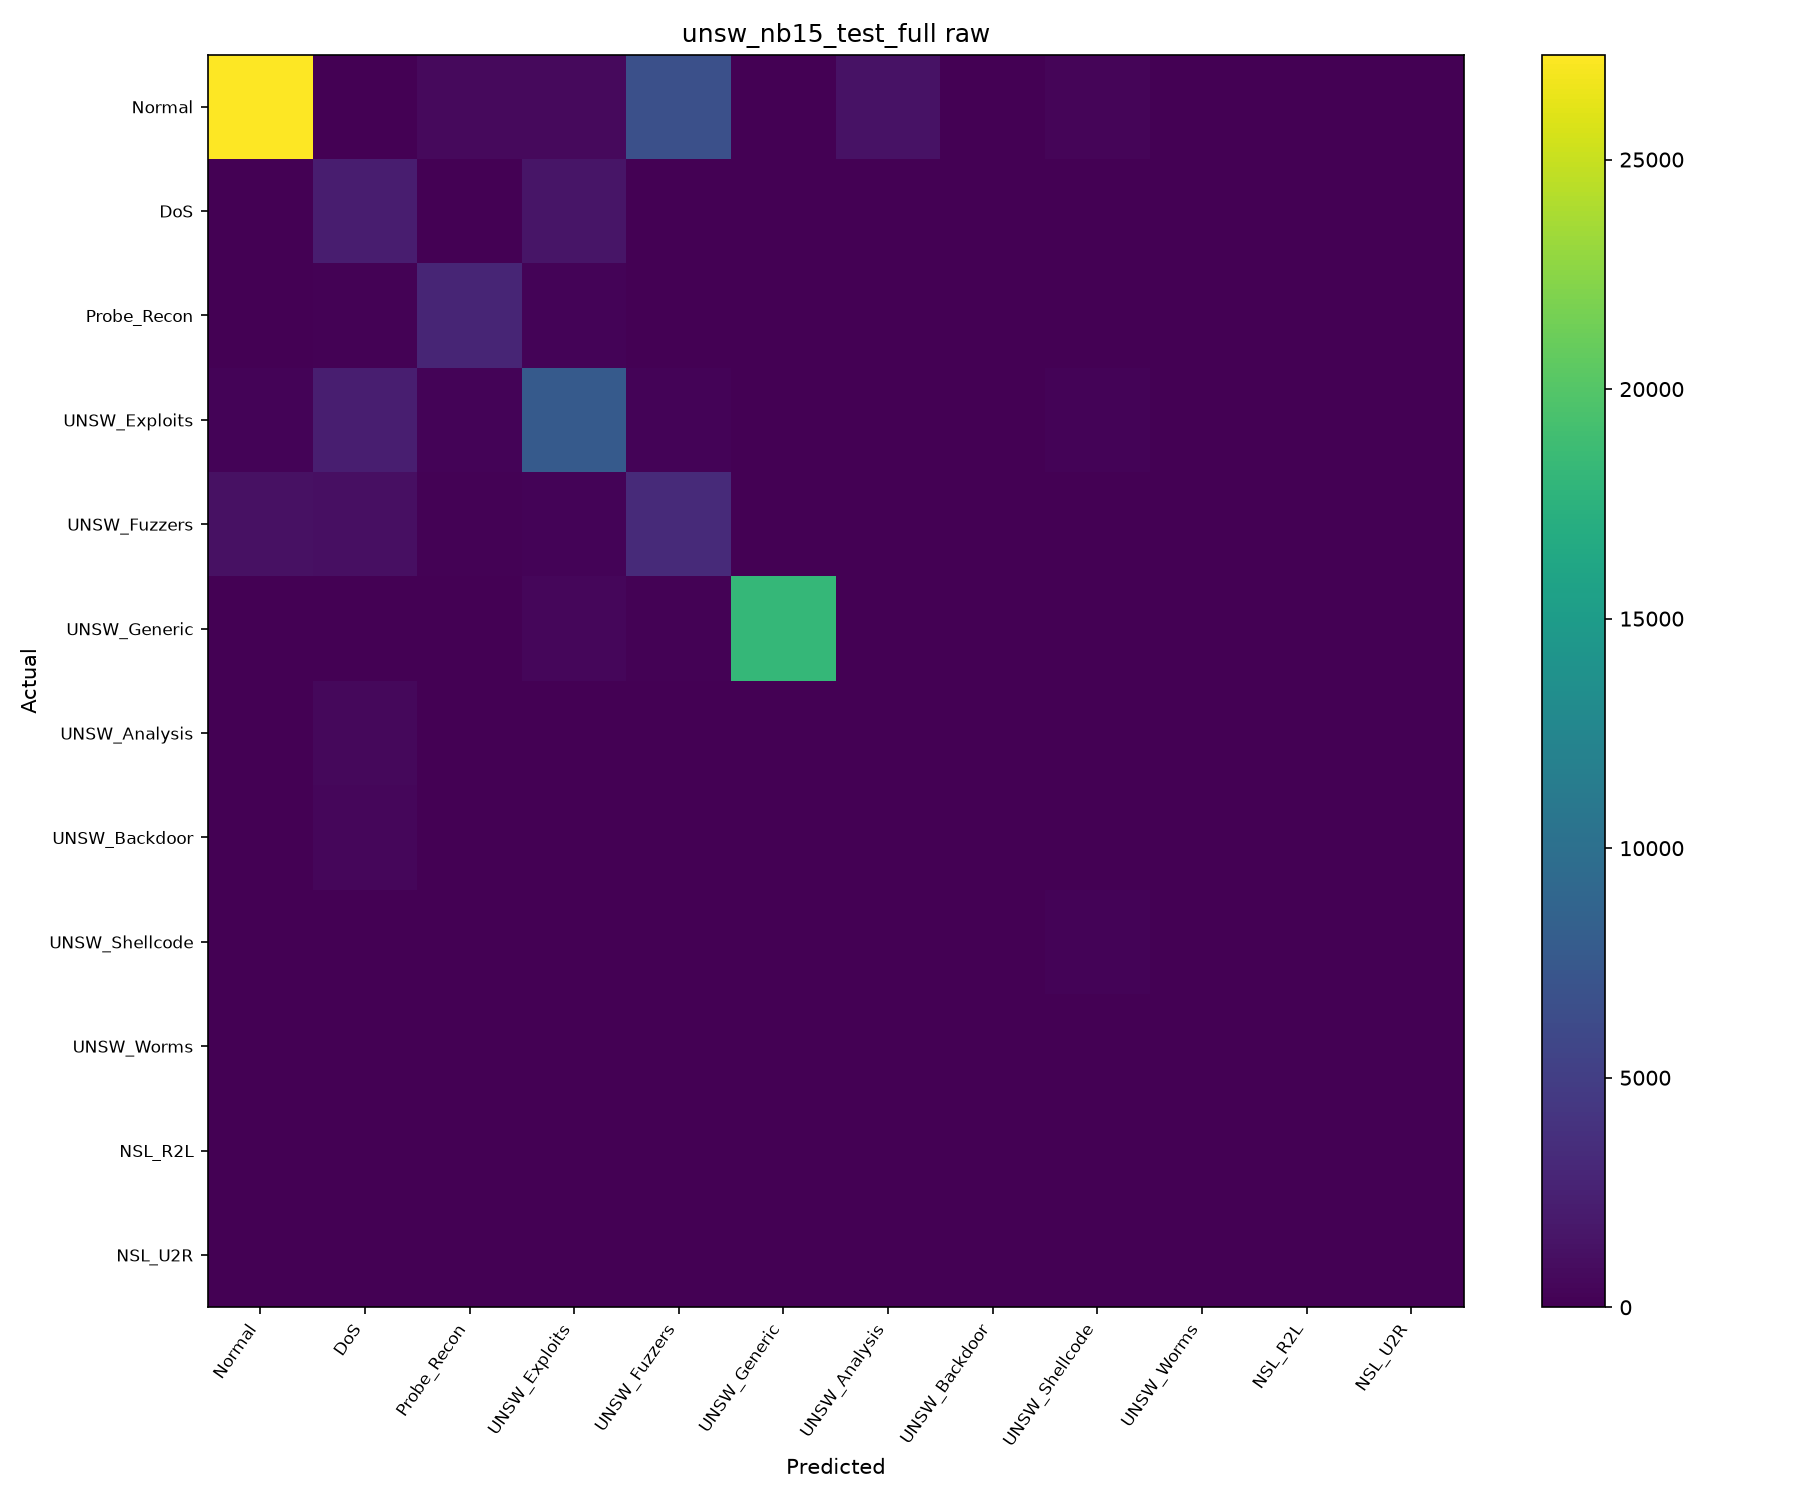 unsw_nb15_test_full raw
Actual
Normal
DoS
Probe_Recon
UNSW_Exploits
UNSW_Fuzzers
UNSW_Generic
UNSW_Analysis
UNSW_Backdoor
UNSW_Shellcode
UNSW_Worms
NSL_R2L
NSL_U2R
Normal
DoS
Probe_Recon
UNSW_Exploits
UNSW_Fuzzers
UNSW_Generic
UNSW_Analysis
UNSW_Backdoor
UNSW_Shellcode
UNSW_Worms
NSL_R2L
NSL_U2R
Predicted
25000
20000
15000
10000
5000
0